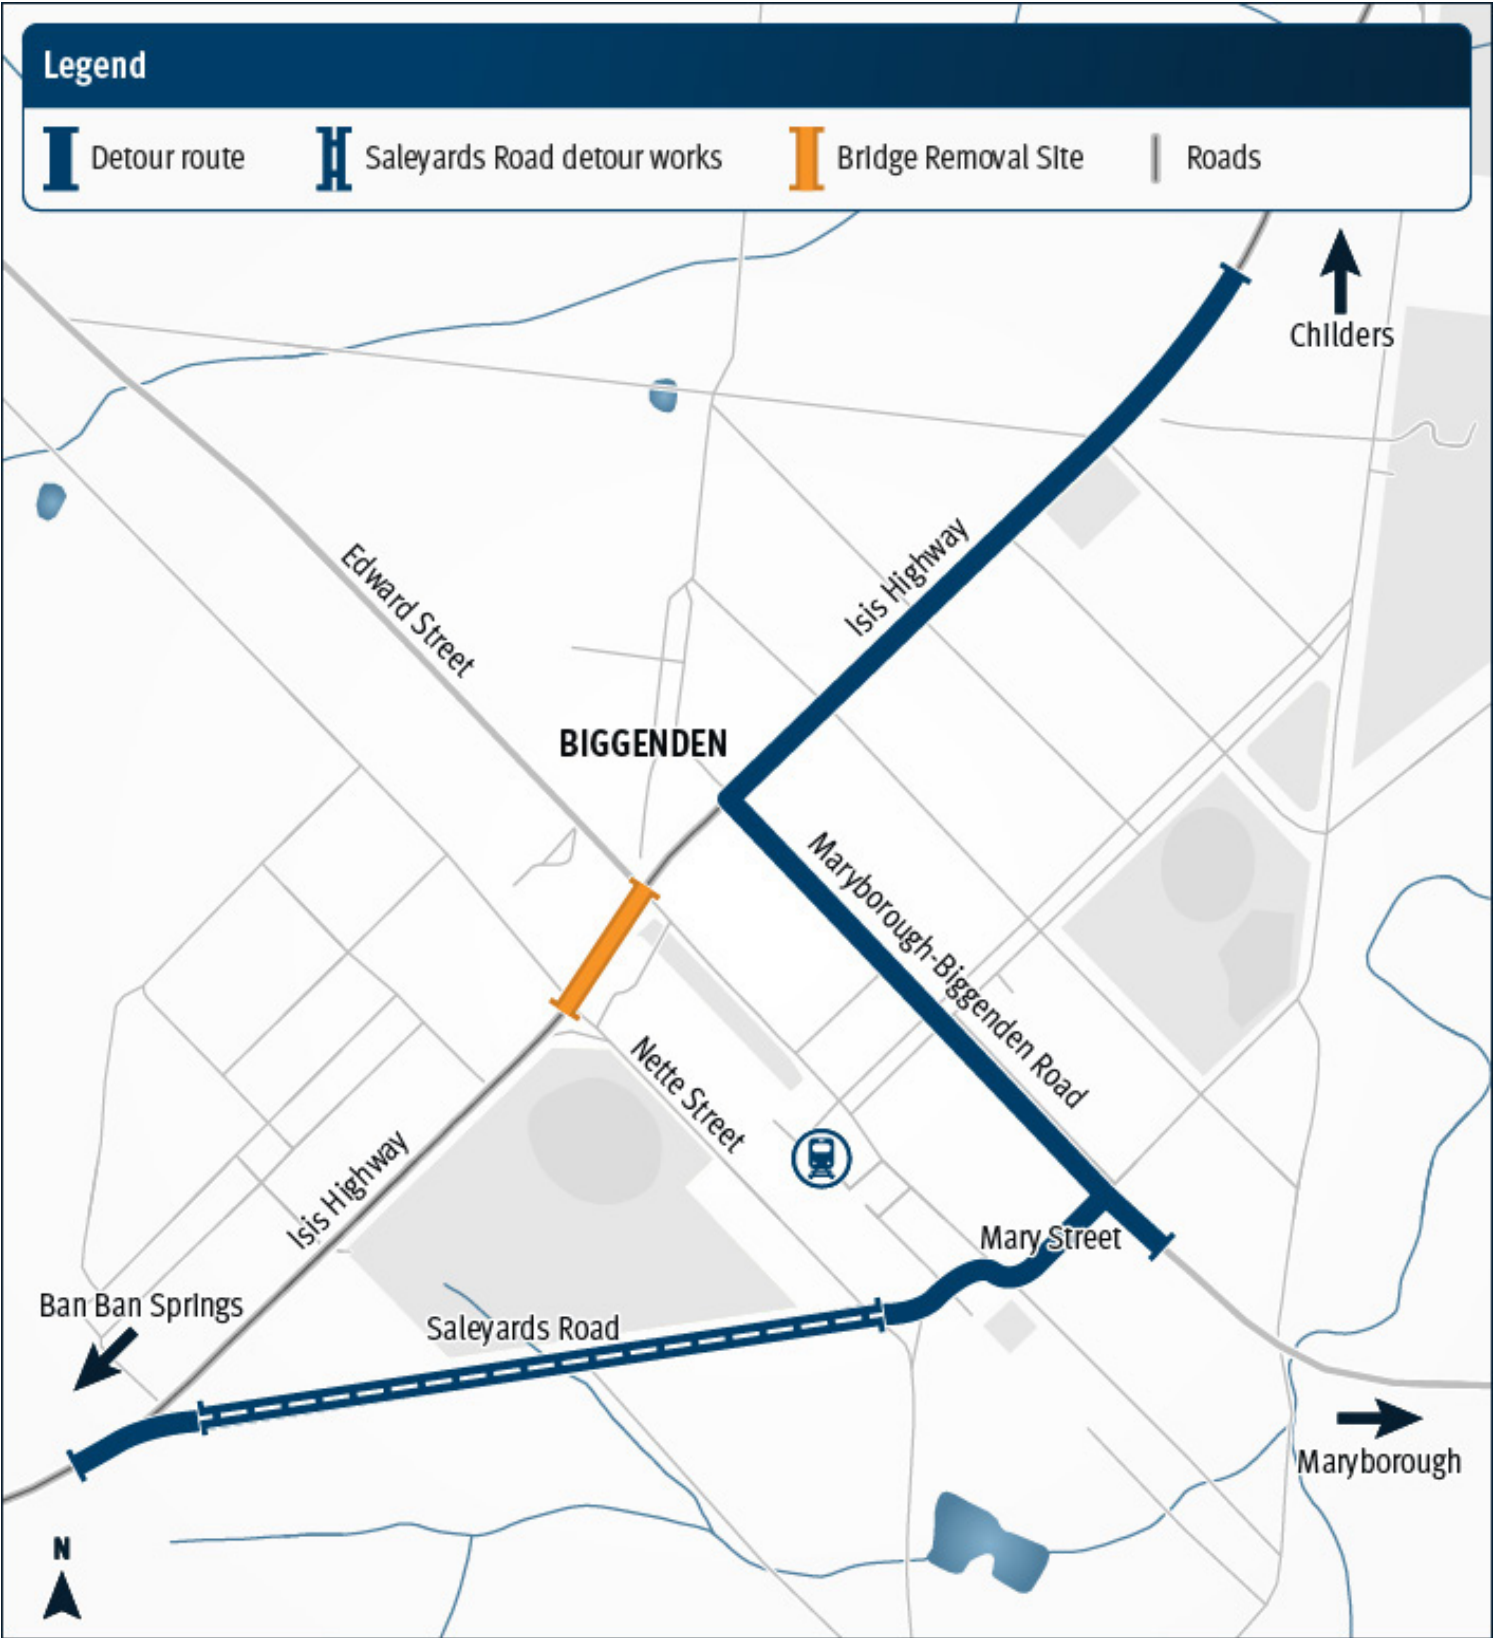 Legend
Detour route
Saleyards Road detour works
Bridge Removal Site
Roads
Childers
Isis Highway
Edward Street
BIGGENDEN
Maryborough-Biggenden Road
Nette Street
Isis Highway
Mary Street
Ban Ban Springs
Saleyards Road
Maryborough
N